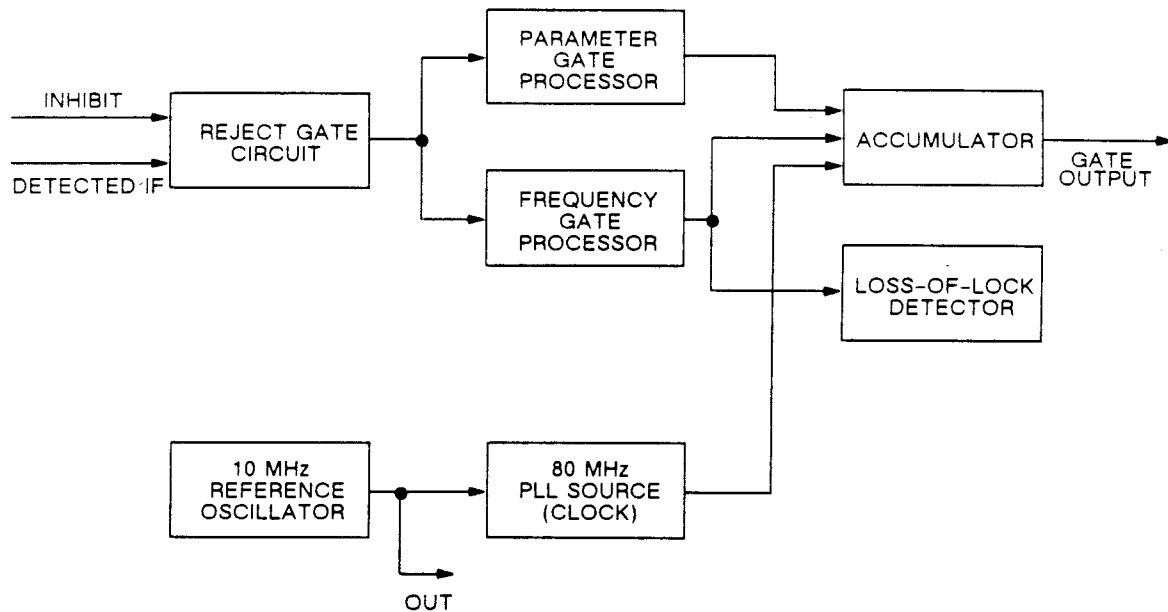 PARAMETER
GATE
PROCESSOR
INHIBIT
REJECT GATE
CIRCUIT
DETECTED IF
ACCUMULATOR
GATE
OUTPUT
FREQUENCY
GATE
PROCESSOR
LOSS-OF-LOCK
DETECTOR
10 MHz
REFERENCE
OSCILLATOR
80 MHz
PLL SOURCE
(CLOCK)
OUT